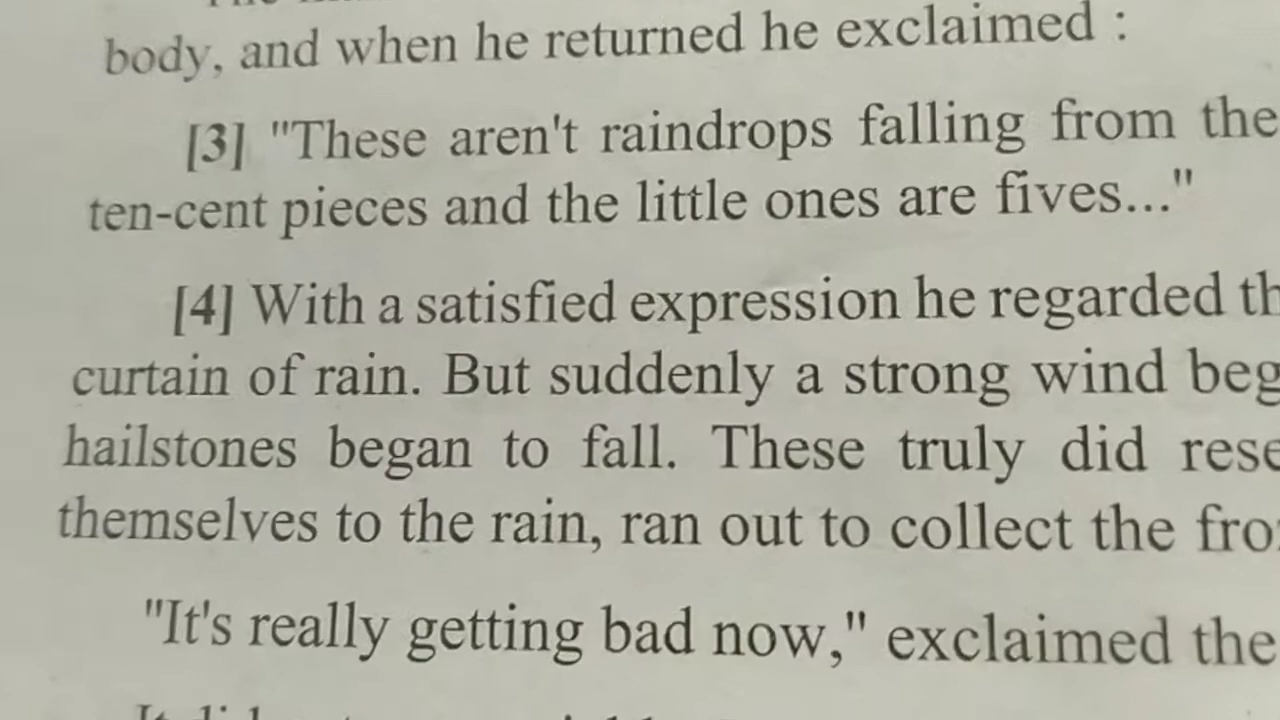 body, and when he returned he exclaimed :
[3] "These aren't raindrops falling from the
ten-cent pieces and the little ones are fives..."
[4] With a satisfied expression he regarded
curtain of rain. But suddenly a strong wind
hailstones began to fall. These truly did
themselves to the rain, ran out to collect the
"It's really getting bad now," exclaimed the